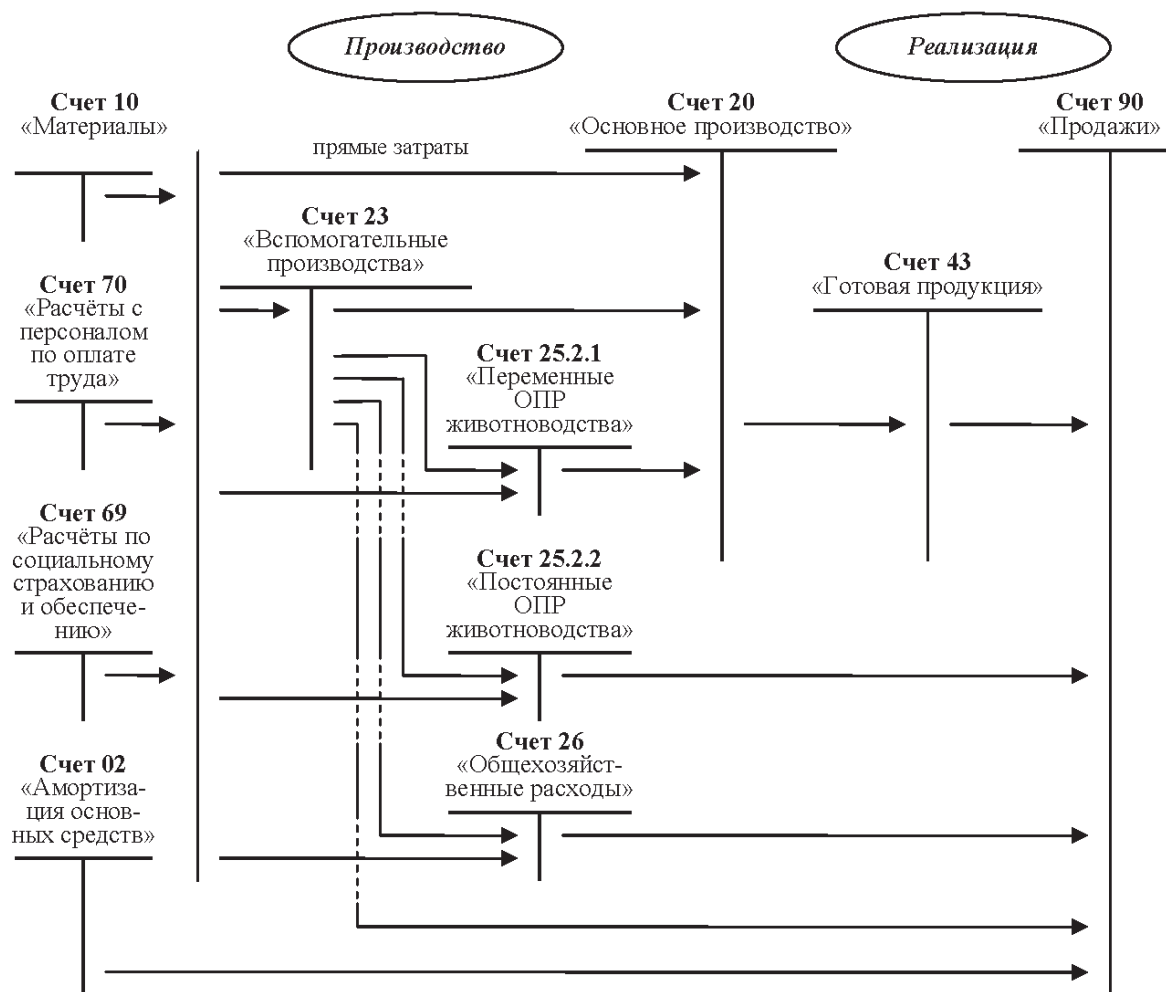 Производство
Реализация
Счет 10
«Материалы»
Счет 20
«Основное производство»
Счет 90
«Продажи»
прямые затраты
Счет 23
«Вспомогательные
производства»
Счет 70
«Расчёты с
персоналом
по оплате
труда»
Счет 43
«Готовая продукция»
Счет 25.2.1
«Переменные
ОПР
животноводства»
Счет 69
«Расчёты по
социальному
страхованию
и обеспече-
нию»
Счет 25.2.2
«Постоянные
ОПР
животноводства»
Счет 26
«Общехозяйст-
венные расходы»
Счет 02
«Амортиза-
ция основ-
ных средств»